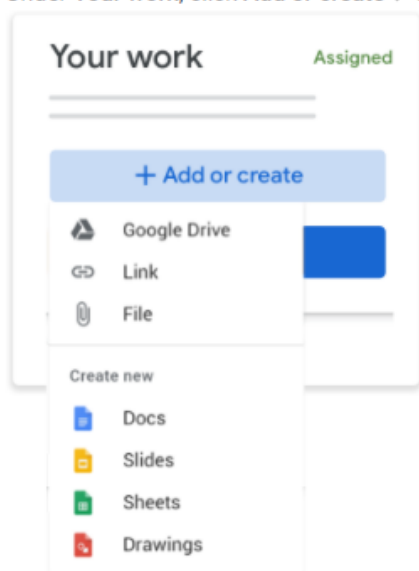 Your work
Assigned
+ Add or create
Google Drive
Link
File
Create new
Docs
Slides
Sheets
Drawings